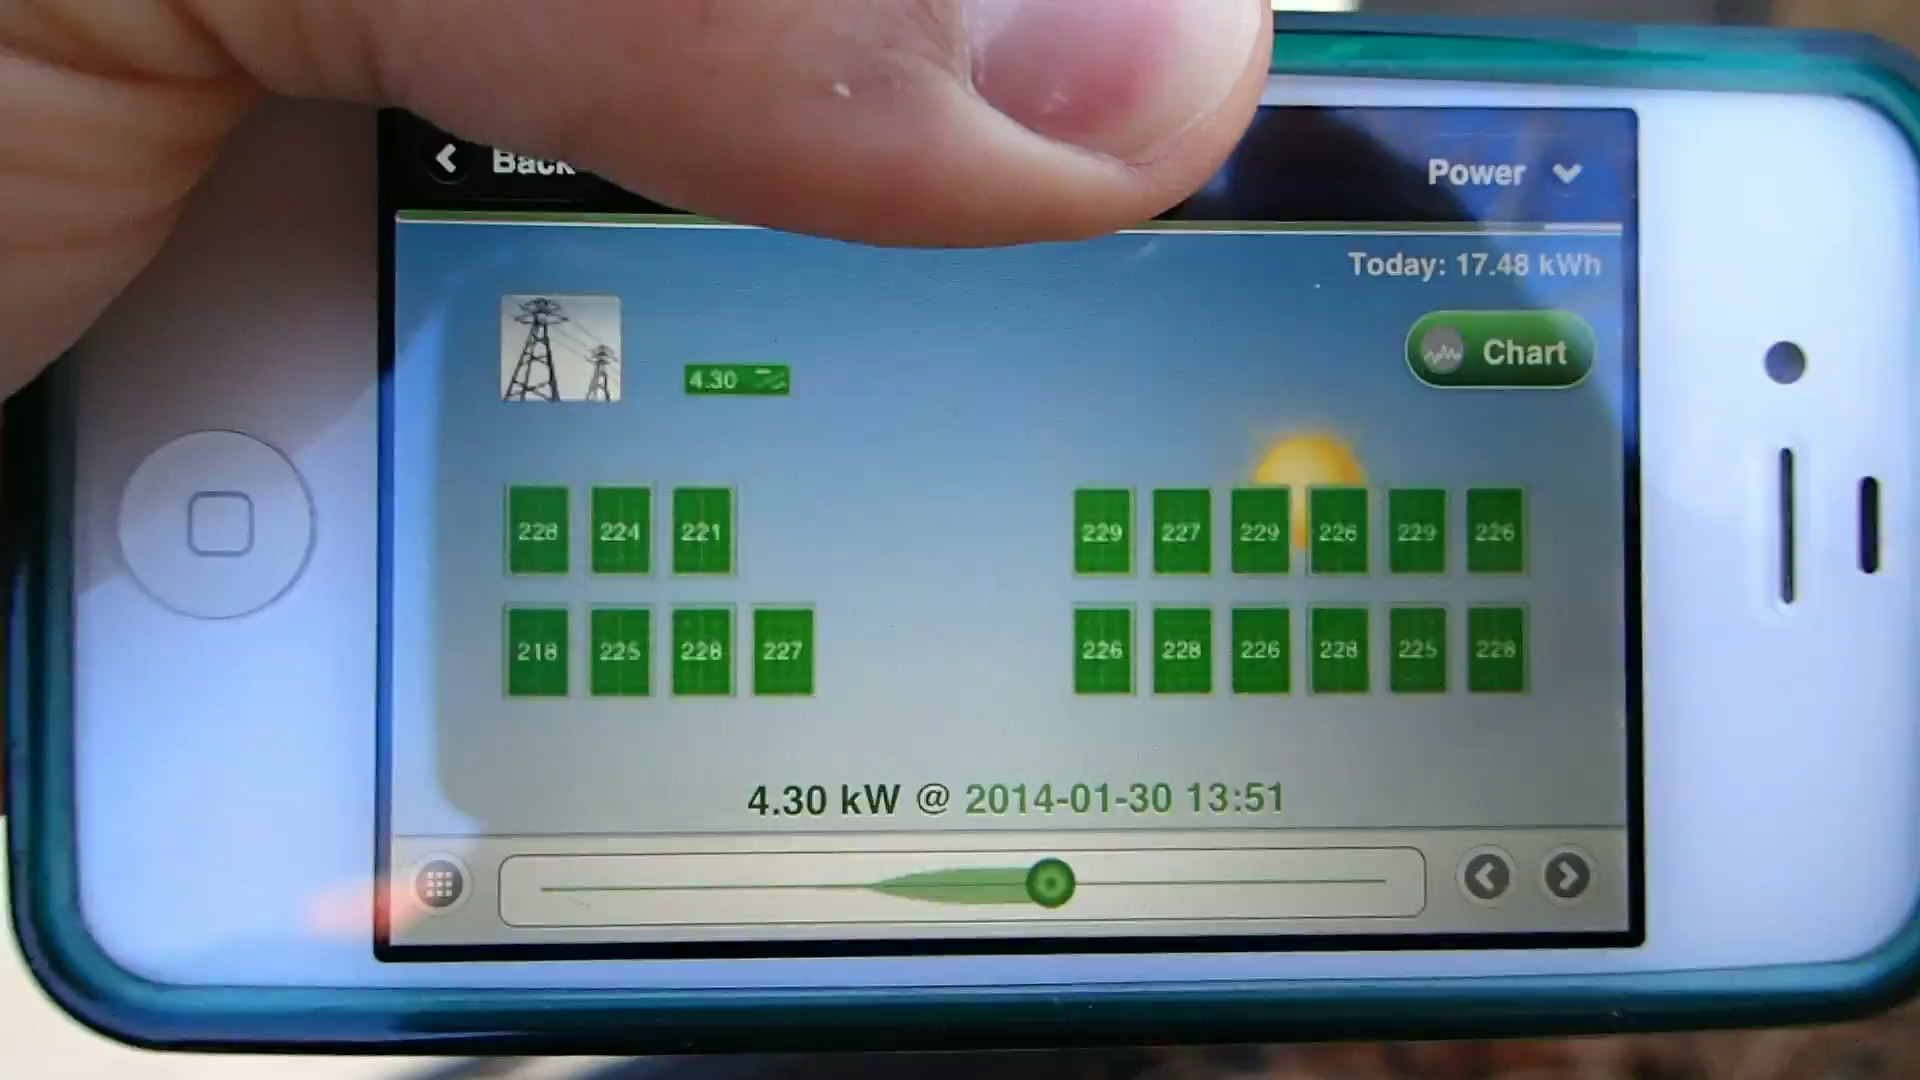 Back
Power
Today: 17.48 kWh
Chart
4.30
228 224 221
229 227 229 226 229 226
218 225 228 227
226 228 226 228 225 228
4.30 kW @ 2014-01-30 13:51